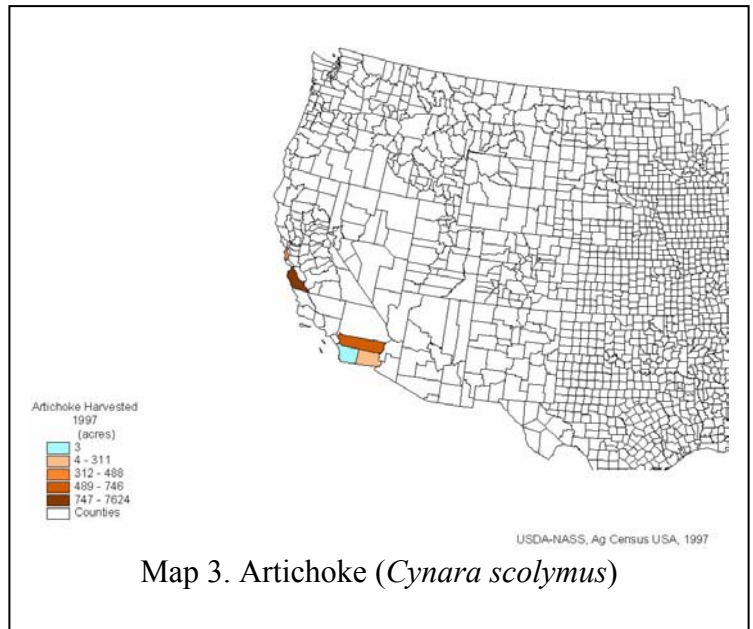 Artichoke Harvested
1997
(acres)
3
4 - 311
312 - 488
489 - 746
747 - 7624
Counties
USDA-NASS, Ag Census USA, 1997
Map 3. Artichoke (Cynara scolymus)